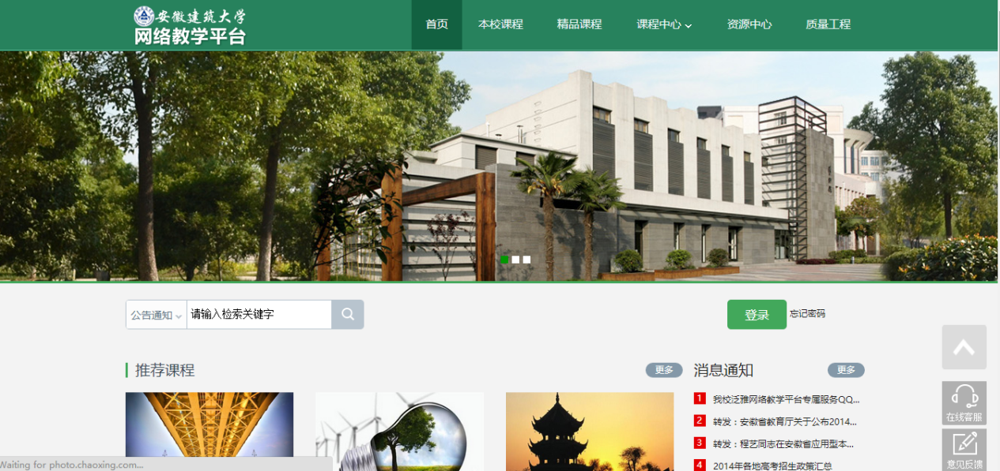 安徽建筑大学
网络教学平台
首页
本校课程
精品课程
课程中心
资源中心
质量工程
公告通知
请输入检索关键字
登录
忘记密码
推荐课程
更多
消息通知
更多
1 我校泛雅网络教学平台专属服务QQ...
2 转发：安徽省教育厅关于公布2014...
3 转发：程艺同志在安徽省应用型本...
4 2014年各地高考招生政策汇总
在线客服
意见反馈
Waiting for photo.chaoxing.com...